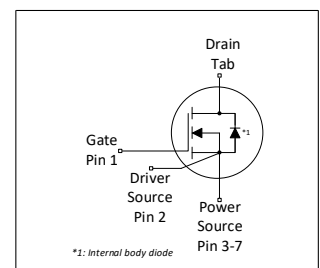 Drain
Tab
*1
Gate
Pin 1
Driver
Source
Pin 2
Power
Source
Pin 3-7
*1: Internal body diode